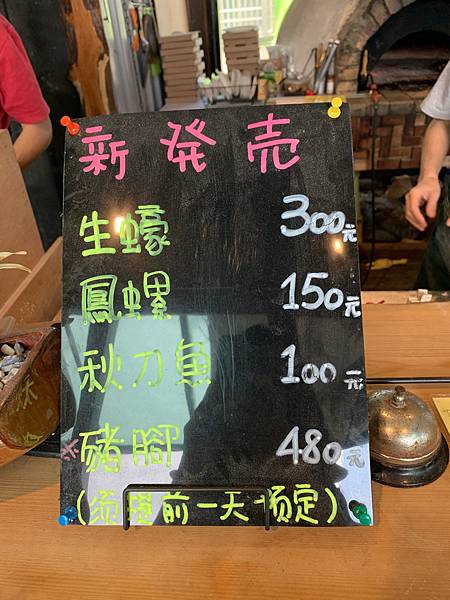 新発売
生蠔 300元
鳳螺 150元
秋刀魚 100元
※豬腳 480元
(須提前一天預定)